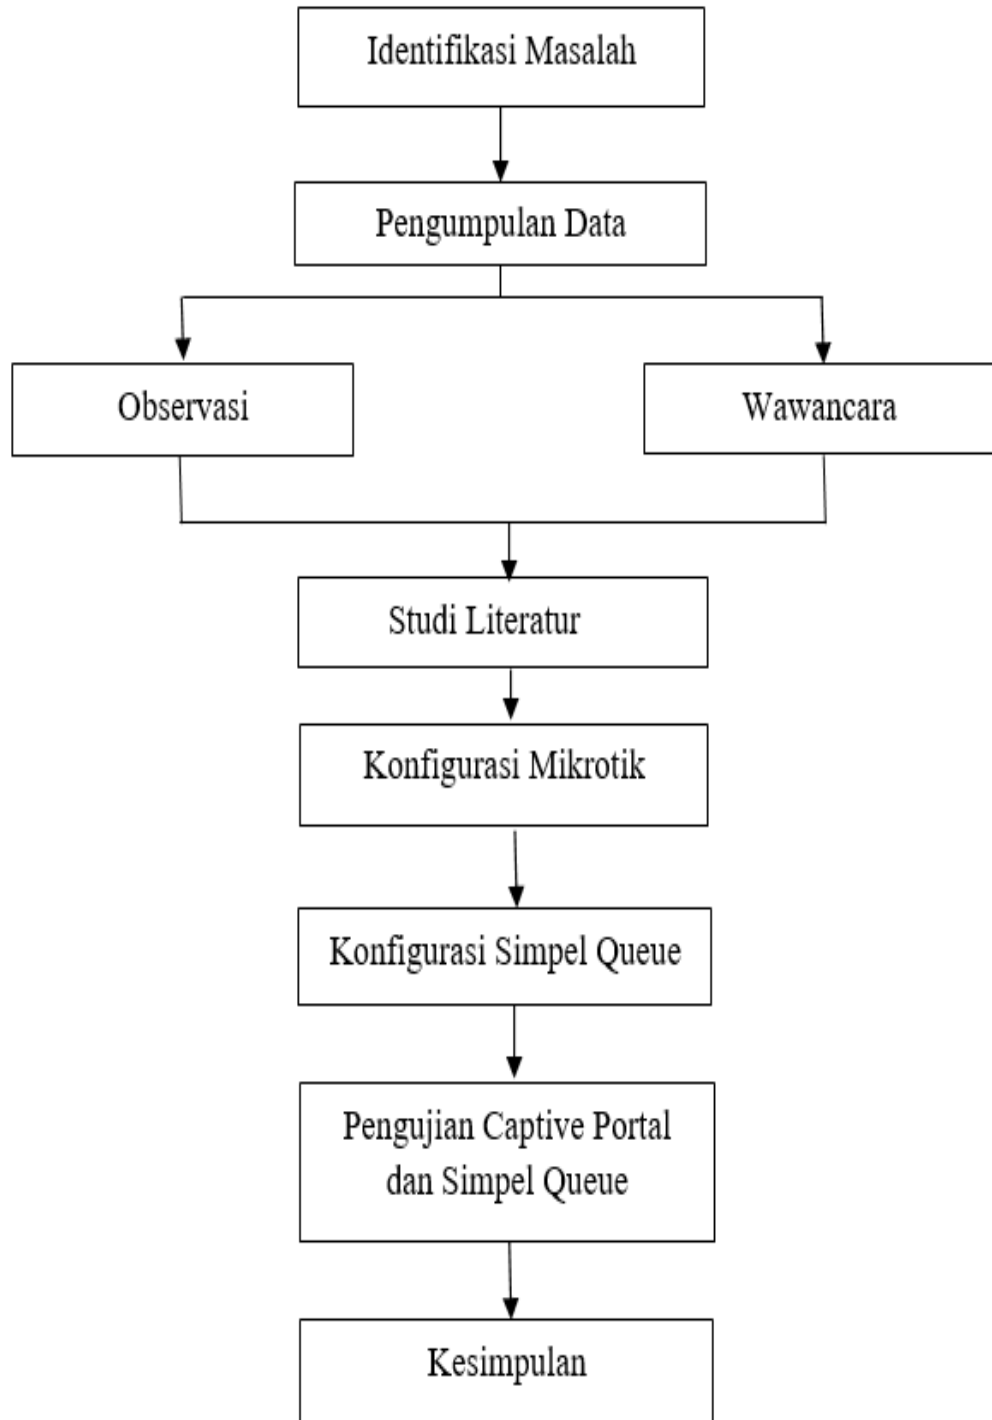 Identifikasi Masalah
Pengumpulan Data
Observasi
Wawancara
Studi Literatur
Konfigurasi Mikrotik
Konfigurasi Simpel Queue
Pengujian Captive Portal
dan Simpel Queue
Kesimpulan